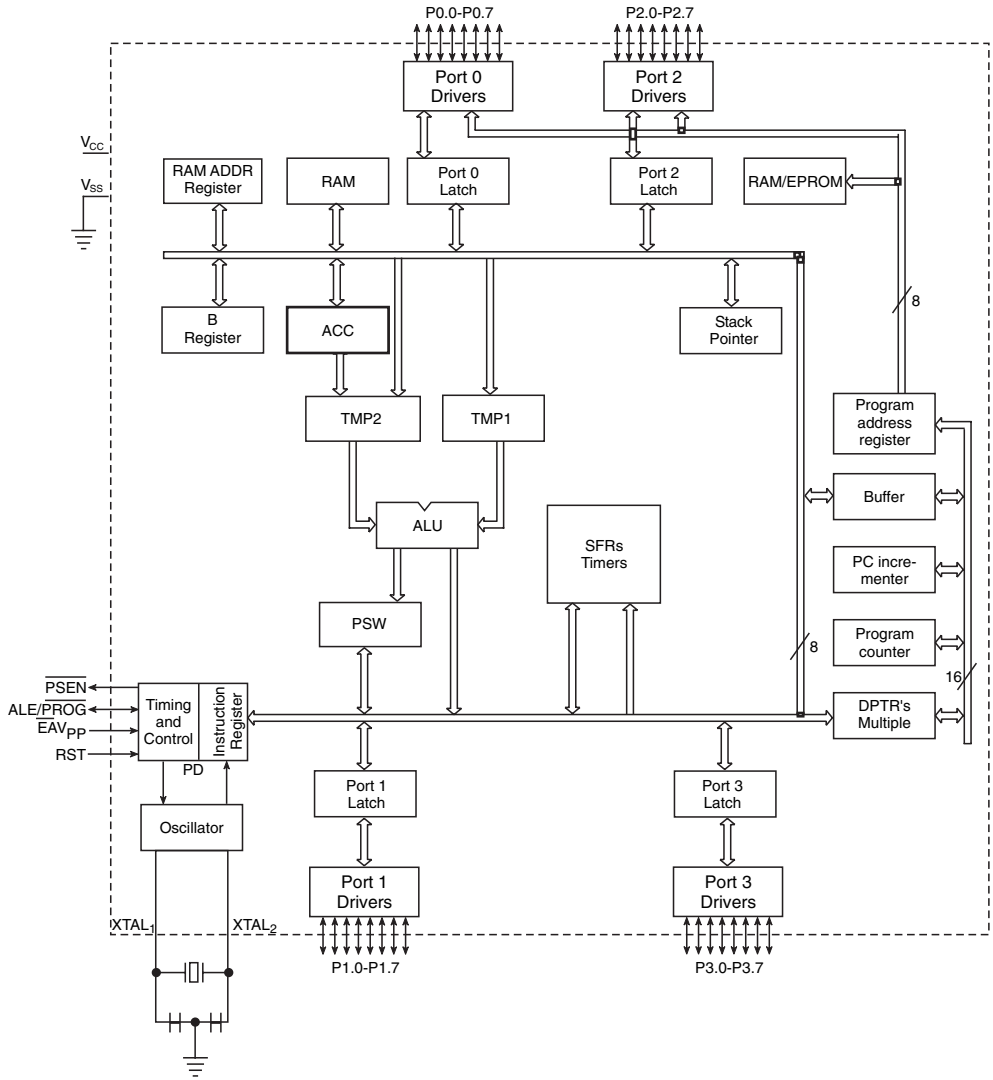 P0.0-P0.7
P2.0-P2.7
Port 0
Drivers
Port 2
Drivers
VCC
VSS
RAM ADDR
Register
RAM
Port 0
Latch
Port 2
Latch
RAM/EPROM
B
Register
ACC
Stack
Pointer
8
TMP2
TMP1
Program
address
register
Buffer
ALU
SFRs
Timers
PC incre-
menter
PSW
Program
counter
8
16
PSEN
ALE/PROG
EAVPP
RST
Timing
and
Control
Instruction
Register
DPTR's
Multiple
PD
Port 1
Latch
Port 3
Latch
Oscillator
Port 1
Drivers
Port 3
Drivers
XTAL1
XTAL2
P1.0-P1.7
P3.0-P3.7